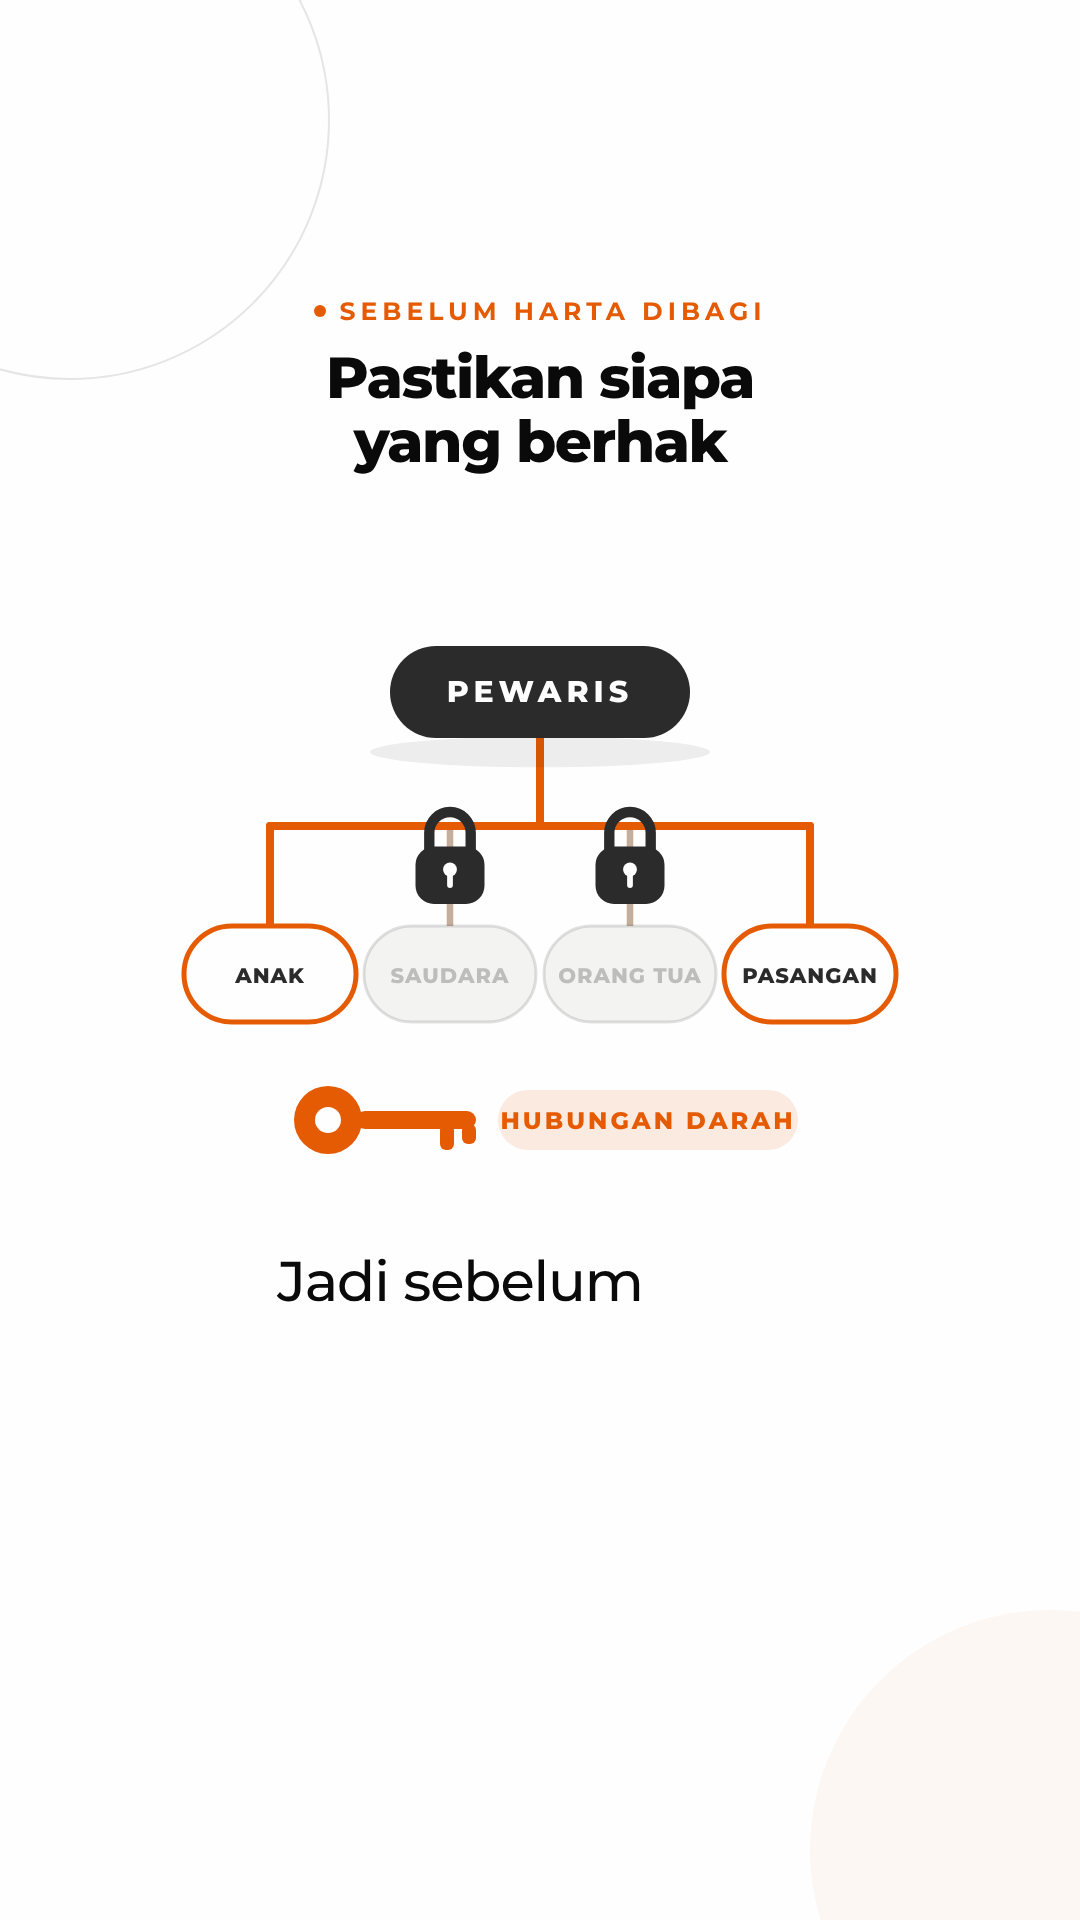 SEBELUM HARTA DIBAGI
Pastikan siapa
yang berhak
PEWARIS
ANAK
SAUDARA
ORANG TUA
PASANGAN
HUBUNGAN DARAH
Jadi sebelum